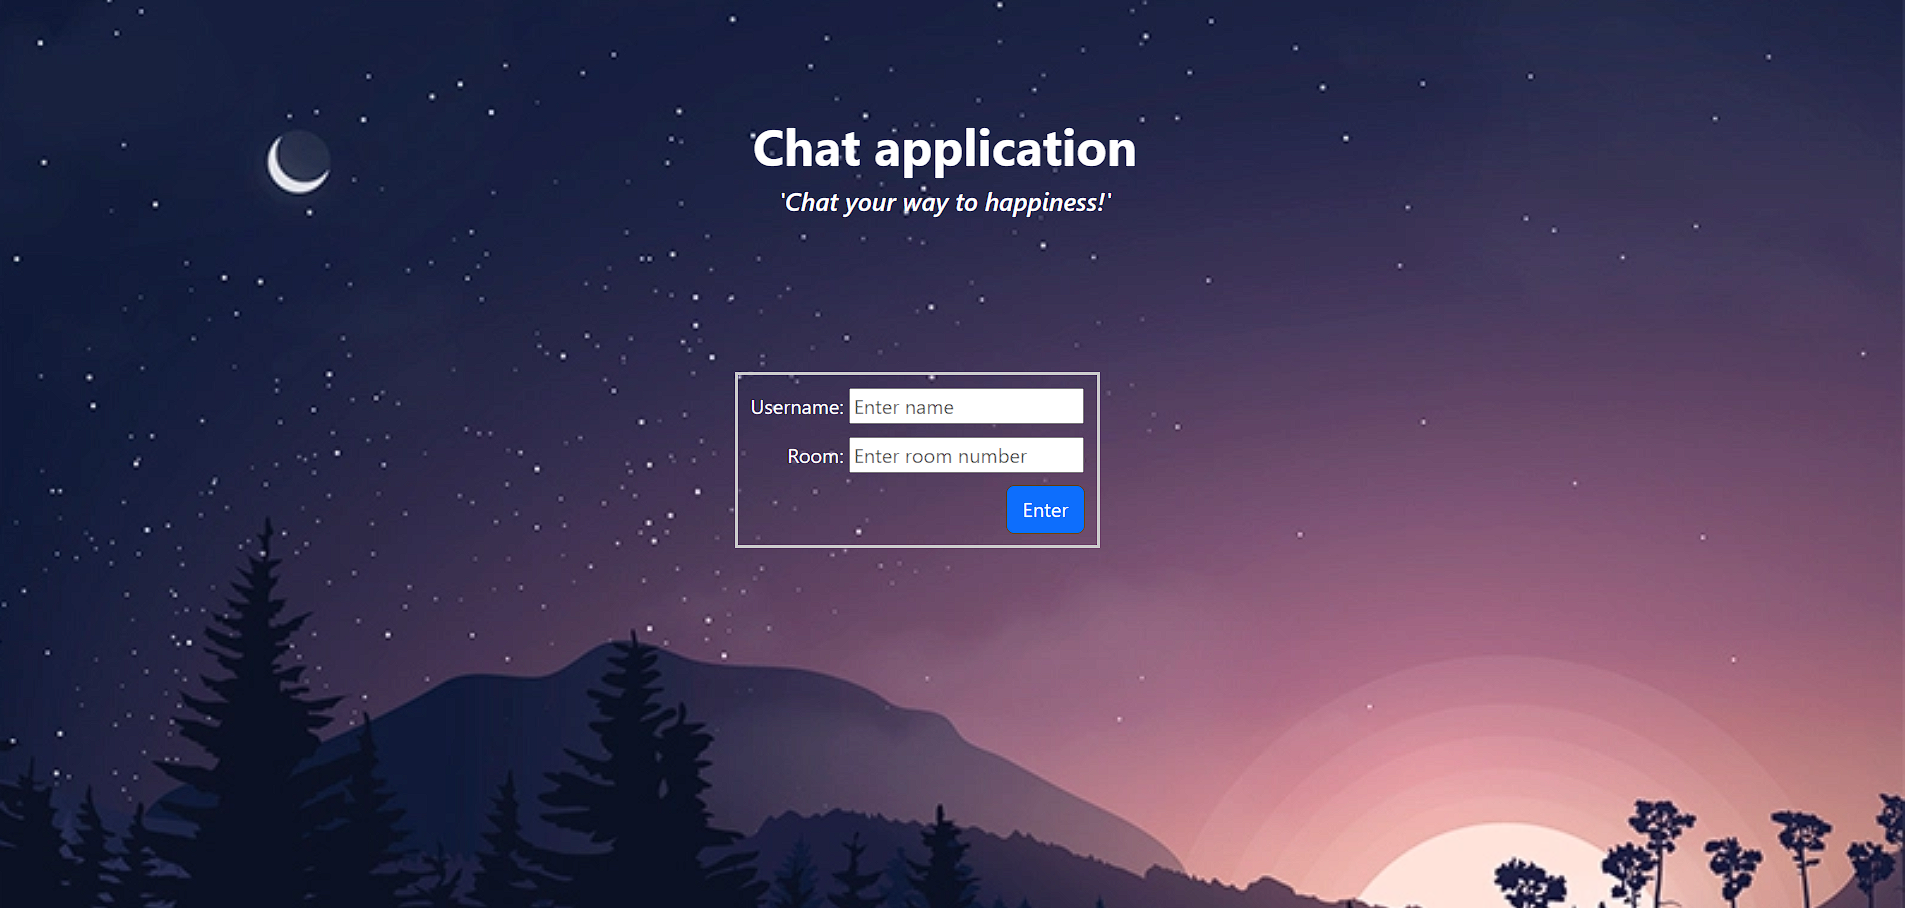 Chat application
'Chat your way to happiness!'
Username: Enter name
Room: Enter room number
Enter